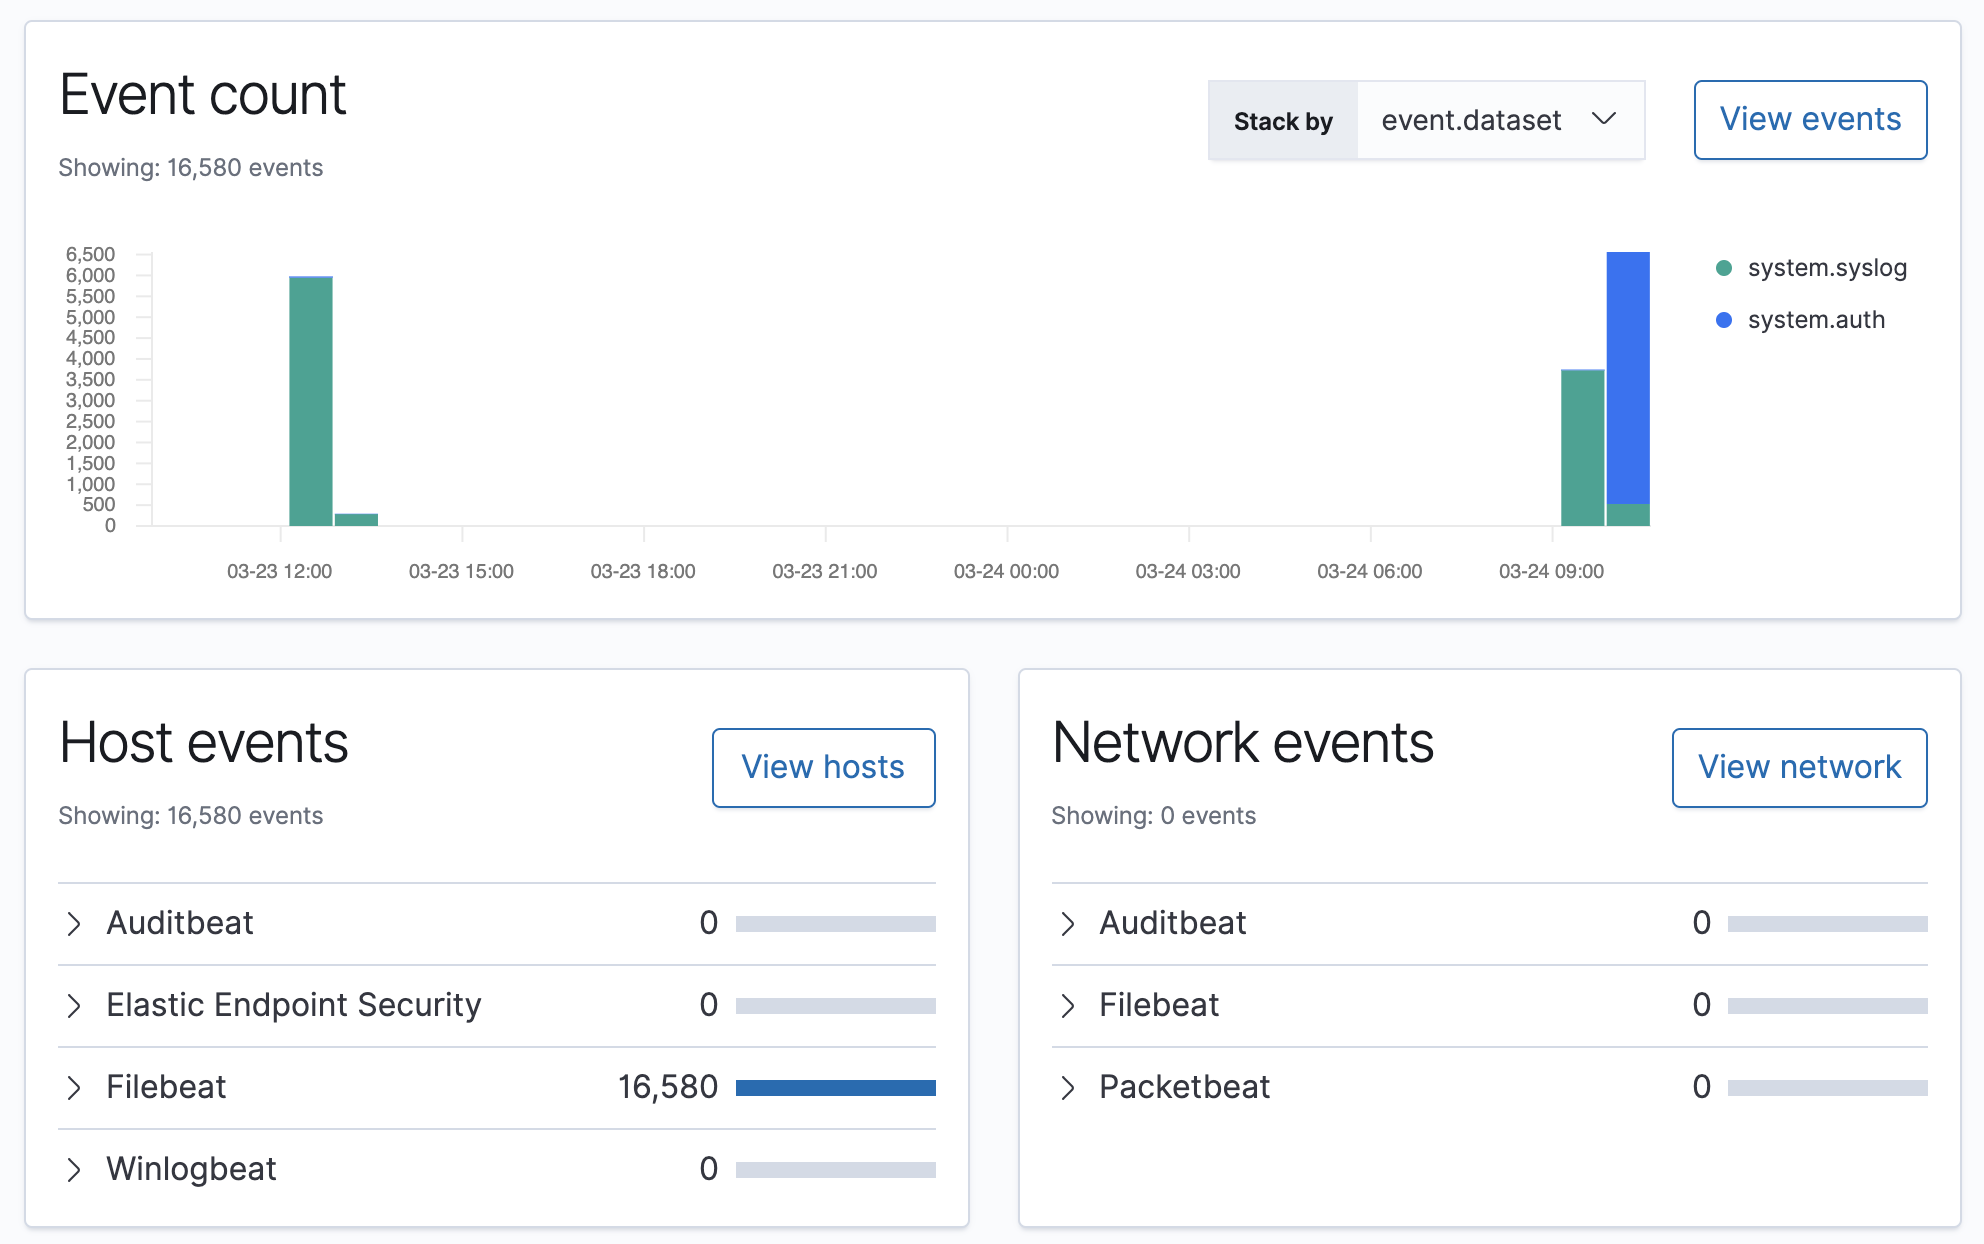 Event count
Stack by
event.dataset
View events
Showing: 16,580 events
6,500
6,000
5,500
5,000
4,500
4,000
3,500
3,000
2,500
2,000
1,500
1,000
500
0
system.syslog
system.auth
03-23 12:00 03-23 15:00 03-23 18:00 03-23 21:00 03-24 00:00 03-24 03:00 03-24 06:00 03-24 09:00
Host events
View hosts
Showing: 16,580 events
Auditbeat 0
Elastic Endpoint Security 0
Filebeat 16,580
Winlogbeat 0
Network events
View network
Showing: 0 events
Auditbeat 0
Filebeat 0
Packetbeat 0